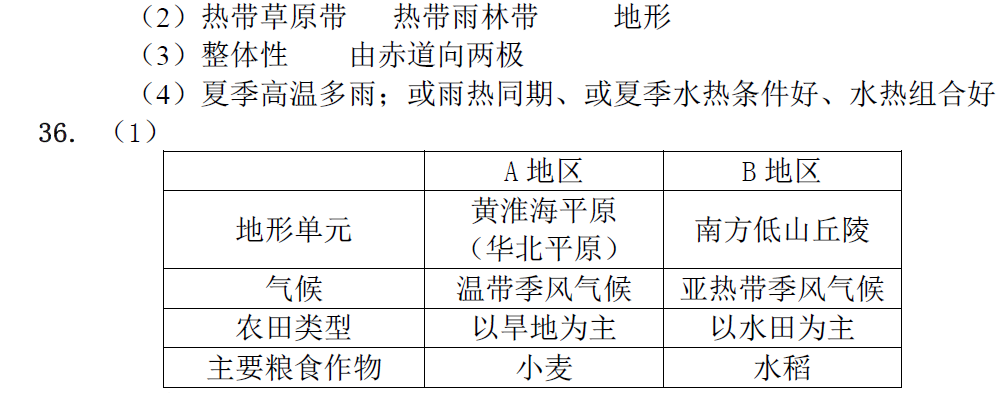 (2) 热带草原带 热带雨林带 地形
(3) 整体性 由赤道向两极
(4) 夏季高温多雨；或雨热同期、或夏季水热条件好、水热组合好
36. (1)
A 地区 B 地区
地形单元 黄淮海平原（华北平原） 南方低山丘陵
气候 温带季风气候 亚热带季风气候
农田类型 以旱地为主 以水田为主
主要粮食作物 小麦 水稻